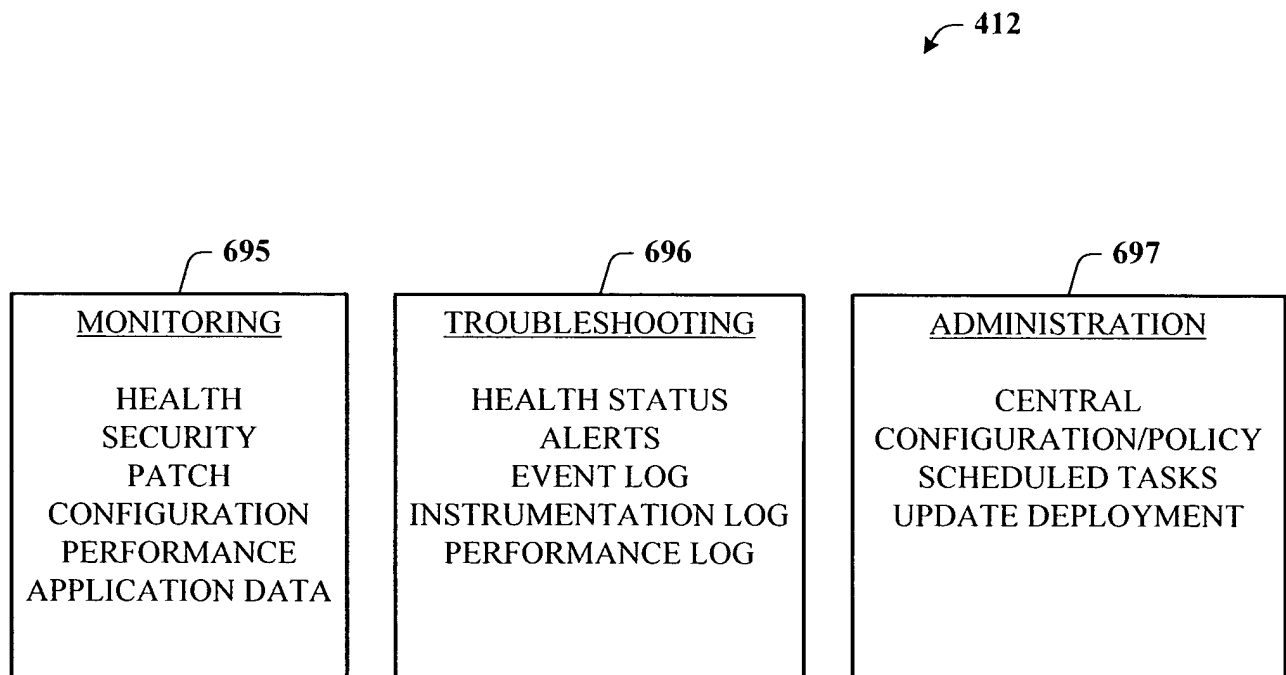 412
695
MONITORING
HEALTH
SECURITY
PATCH
CONFIGURATION
PERFORMANCE
APPLICATION DATA
696
TROUBLESHOOTING
HEALTH STATUS
ALERTS
EVENT LOG
INSTRUMENTATION LOG
PERFORMANCE LOG
697
ADMINISTRATION
CENTRAL
CONFIGURATION/POLICY
SCHEDULED TASKS
UPDATE DEPLOYMENT